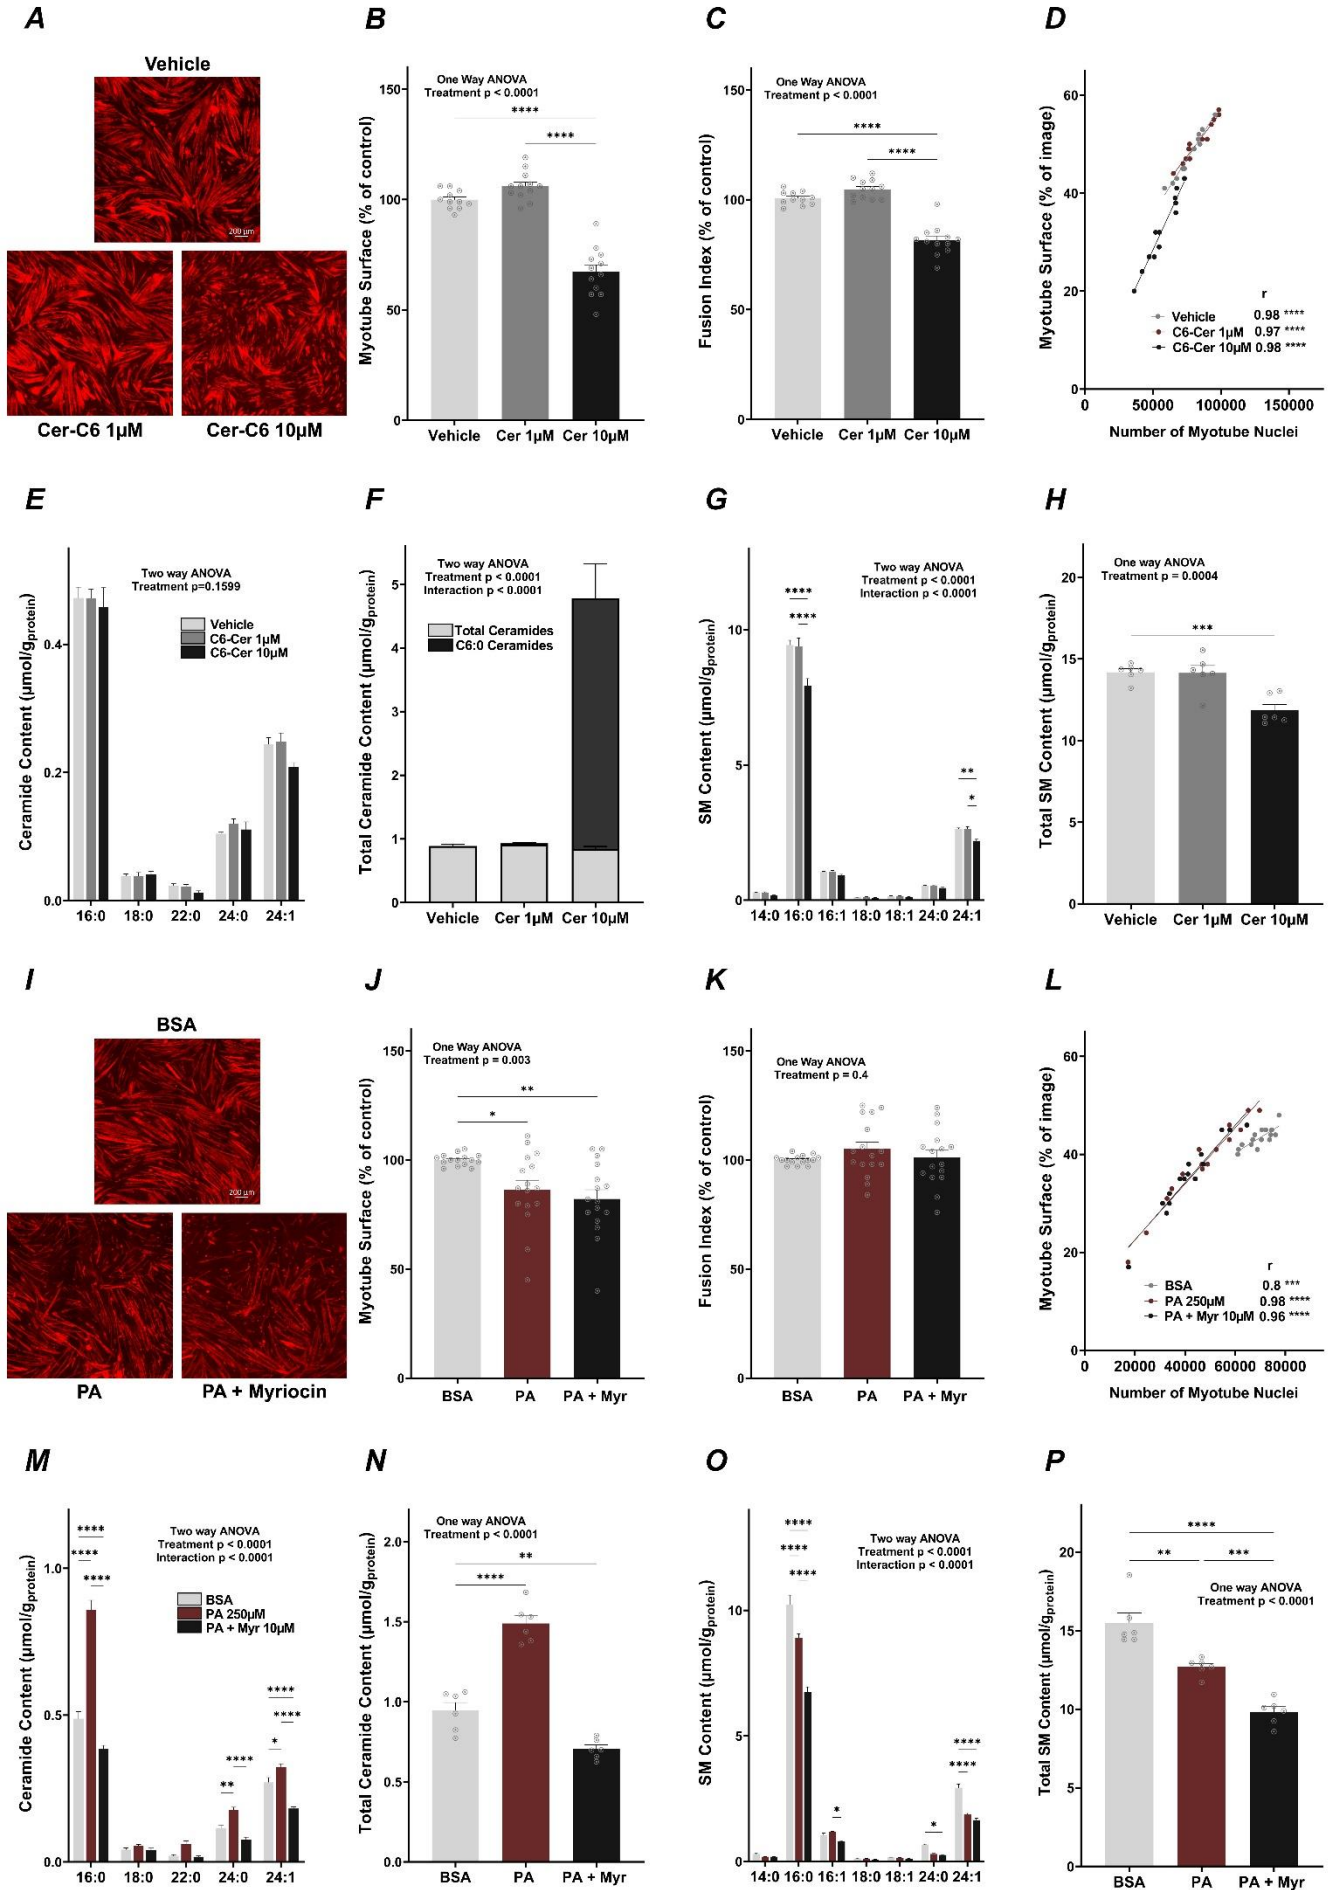 A
Vehicle
200 µm
Cer-C6 1µM
Cer-C6 10µM
B
Myotube Surface (% of control)
150
100
50
0
One Way ANOVA
Treatment p < 0.0001
****
****
Vehicle
Cer 1µM
Cer 10µM
C
Fusion Index (% of control)
150
100
50
0
One Way ANOVA
Treatment p < 0.0001
****
****
Vehicle
Cer 1µM
Cer 10µM
D
Myotube Surface (% of image)
60
40
20
0
r
Vehicle 0.98 ****
C6-Cer 1µM 0.97 ****
C6-Cer 10µM 0.98 ****
0
50000
100000
150000
Number of Myotube Nuclei
E
Ceramide Content (µmol/gprotein)
0.4
0.2
0.0
Two way ANOVA
Treatment p=0.1599
Vehicle
C6-Cer 1µM
C6-Cer 10µM
16:0
18:0
22:0
24:0
24:1
F
Total Ceramide Content (µmol/gprotein)
5
4
3
2
1
0
Two way ANOVA
Treatment p < 0.0001
Interaction p < 0.0001
Total Ceramides
C6:0 Ceramides
Vehicle
Cer 1µM
Cer 10µM
G
SM Content (µmol/gprotein)
10
5
0
Two way ANOVA
Treatment p < 0.0001
Interaction p < 0.0001
****
****
**
*
14:0
16:0
16:1
18:0
18:1
24:0
24:1
H
Total SM Content (µmol/gprotein)
20
15
10
5
0
One way ANOVA
Treatment p = 0.0004
***
Vehicle
Cer 1µM
Cer 10µM
I
BSA
200 µm
PA
PA + Myriocin
J
Myotube Surface (% of control)
150
100
50
0
One Way ANOVA
Treatment p = 0.003
**
*
BSA
PA
PA + Myr
K
Fusion Index (% of control)
150
100
50
0
One Way ANOVA
Treatment p = 0.4
BSA
PA
PA + Myr
L
Myotube Surface (% of image)
60
40
20
0
r
BSA 0.8 ***
PA 250µM 0.98 ****
PA + Myr 10µM 0.96 ****
0
20000
40000
60000
80000
Number of Myotube Nuclei
M
Ceramide Content (µmol/gprotein)
1.0
0.5
0.0
Two way ANOVA
Treatment p < 0.0001
Interaction p < 0.0001
BSA
PA 250µM
PA + Myr 10µM
****
****
****
**
****
****
****
*
16:0
18:0
22:0
24:0
24:1
N
Total Ceramide Content (µmol/gprotein)
2.0
1.5
1.0
0.5
0.0
One way ANOVA
Treatment p < 0.0001
**
****
BSA
PA
PA + Myr
O
SM Content (µmol/gprotein)
10
5
0
Two way ANOVA
Treatment p < 0.0001
Interaction p < 0.0001
****
****
****
*
*
****
****
14:0
16:0
16:1
18:0
18:1
24:0
24:1
P
Total SM Content (µmol/gprotein)
20
15
10
5
0
****
**
***
One way ANOVA
Treatment p < 0.0001
BSA
PA
PA + Myr